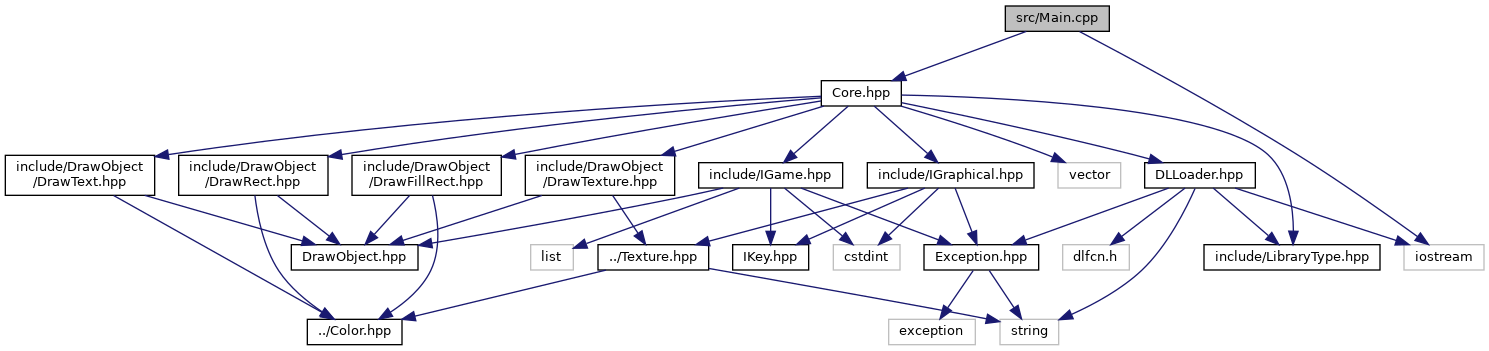 src/Main.cpp
Core.hpp
include/DrawObject
/DrawText.hpp
include/DrawObject
/DrawRect.hpp
include/DrawObject
/DrawFillRect.hpp
include/DrawObject
/DrawTexture.hpp
include/IGame.hpp
include/IGraphical.hpp
vector
DLLoader.hpp
DrawObject.hpp
list
../Texture.hpp
IKey.hpp
cstdint
Exception.hpp
dlfcn.h
include/LibraryType.hpp
iostream
../Color.hpp
exception
string